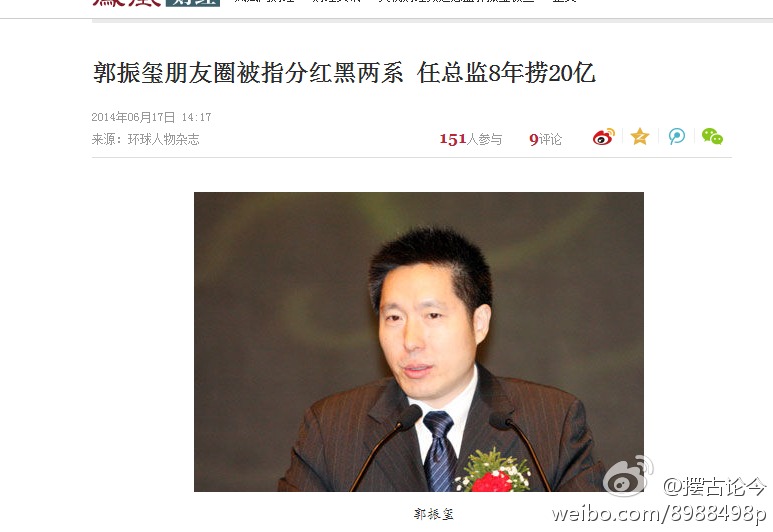 财经
郭振玺朋友圈被指分红黑两系 任总监8年捞20亿
2014年06月17日 14:17
来源：环球人物杂志
151人参与 9评论
郭振玺
@摆古论今
weibo.com/8988498p